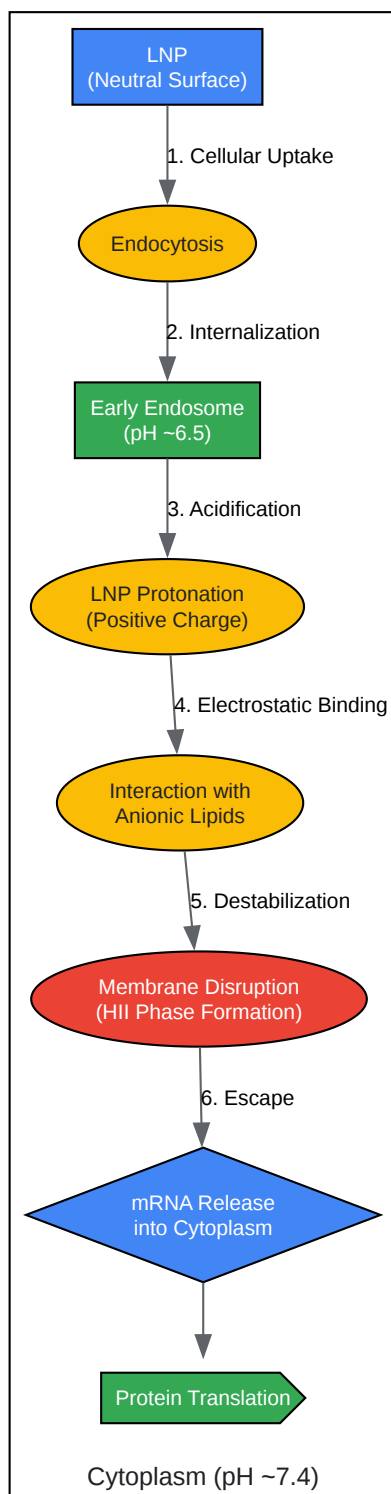 LNP
(Neutral Surface)
1. Cellular Uptake
Endocytosis
2. Internalization
Early Endosome
(pH ~6.5)
3. Acidification
LNP Protonation
(Positive Charge)
4. Electrostatic Binding
Interaction with
Anionic Lipids
5. Destabilization
Membrane Disruption
(HII Phase Formation)
6. Escape
mRNA Release
into Cytoplasm
Protein Translation
Cytoplasm (pH ~7.4)